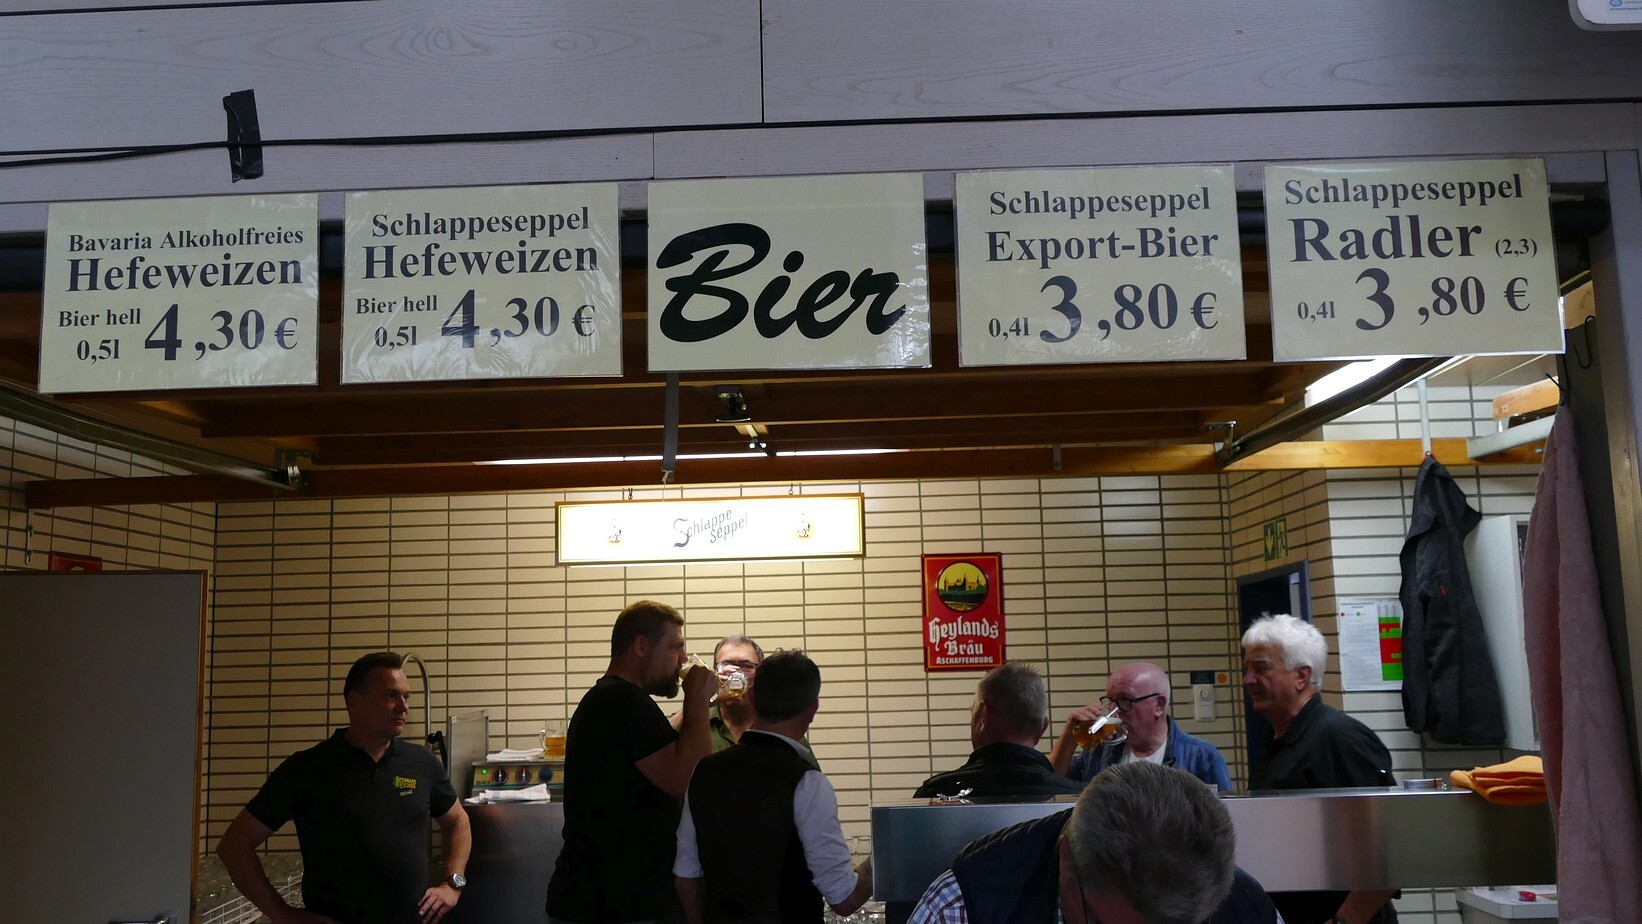 Bavaria Alkoholfreies
Hefeweizen
Bier hell
0,5l 4,30 €
Schlappeseppel
Hefeweizen
Bier hell
0,5l 4,30 €
Bier
Schlappeseppel
Export-Bier
0,4l 3,80 €
Schlappeseppel
Radler (2,3)
0,4l 3,80 €
Schlappe
Seppel
Heylands
Bräu
ASCHAFFENBURG